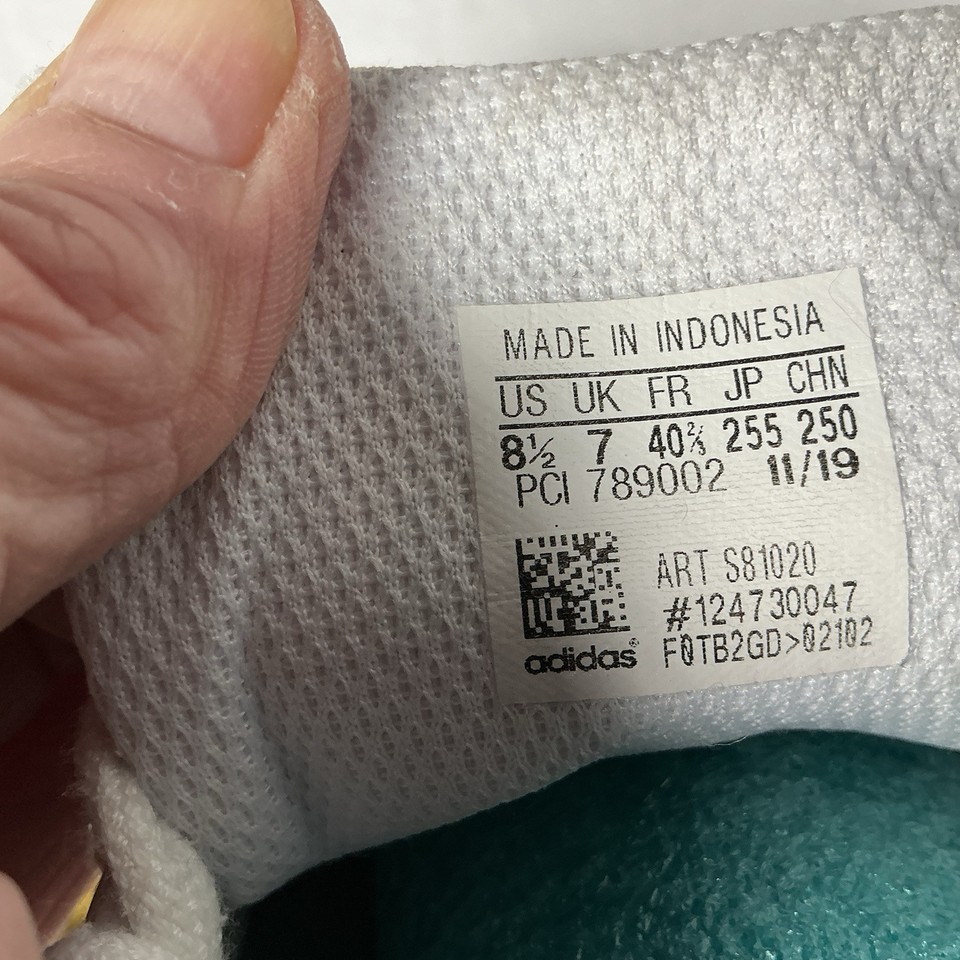 MADE IN INDONESIA
US UK FR JP CHN
8½ 7 40⅔ 255 250
PCI 789002 11/19
ART S81020
#124730047
adidas® F0TB2GD>02102